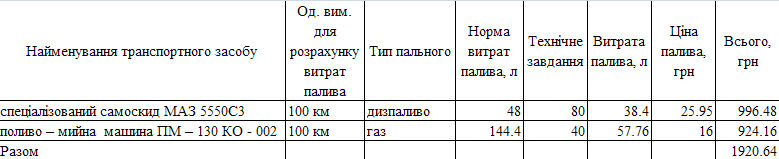 Найменування транспортного засобу
Од. вим.
для
розрахунку
витрат
палива
Тип пального
Норма
витрат
палива, л
Технічне
завдання
Витрата
палива, л
Ціна
палива,
грн
Всього,
грн
спеціалізований самоскид МАЗ 5550С3 100 км дизпаливо 48 80 38.4 25.95 996.48
поливо – мийна машина ПМ – 130 КО - 002 100 км газ 144.4 40 57.76 16 924.16
Разом 1920.64